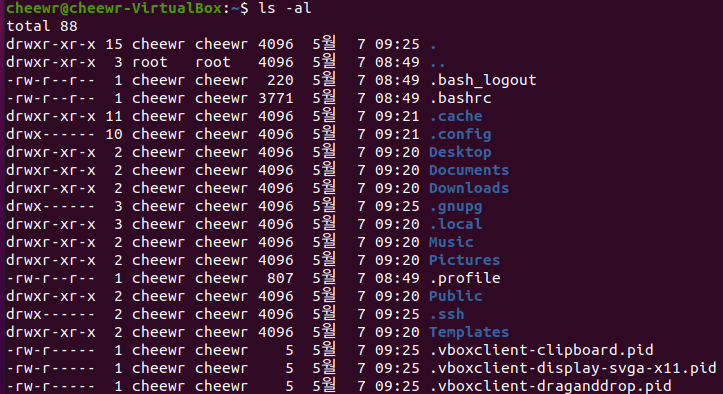 cheewr@cheewr-VirtualBox:~$ ls -al
total 88
drwxr-xr-x 15 cheewr cheewr 4096  5월   7 09:25 .
drwxr-xr-x  3 root   root   4096  5월   7 08:49 ..
-rw-r--r--  1 cheewr cheewr  220  5월   7 08:49 .bash_logout
-rw-r--r--  1 cheewr cheewr 3771  5월   7 08:49 .bashrc
drwxr-xr-x 11 cheewr cheewr 4096  5월   7 09:21 .cache
drwx------ 10 cheewr cheewr 4096  5월   7 09:21 .config
drwxr-xr-x  2 cheewr cheewr 4096  5월   7 09:20 Desktop
drwxr-xr-x  2 cheewr cheewr 4096  5월   7 09:20 Documents
drwxr-xr-x  2 cheewr cheewr 4096  5월   7 09:20 Downloads
drwx------  3 cheewr cheewr 4096  5월   7 09:25 .gnupg
drwxr-xr-x  3 cheewr cheewr 4096  5월   7 09:20 .local
drwxr-xr-x  2 cheewr cheewr 4096  5월   7 09:20 Music
drwxr-xr-x  2 cheewr cheewr 4096  5월   7 09:20 Pictures
-rw-r--r--  1 cheewr cheewr  807  5월   7 08:49 .profile
drwxr-xr-x  2 cheewr cheewr 4096  5월   7 09:20 Public
drwx------  2 cheewr cheewr 4096  5월   7 09:25 .ssh
drwxr-xr-x  2 cheewr cheewr 4096  5월   7 09:20 Templates
-rw-r-----  1 cheewr cheewr    5  5월   7 09:25 .vboxclient-clipboard.pid
-rw-r-----  1 cheewr cheewr    5  5월   7 09:25 .vboxclient-display-svga-x11.pid
-rw-r-----  1 cheewr cheewr    5  5월   7 09:25 .vboxclient-draganddrop.pid